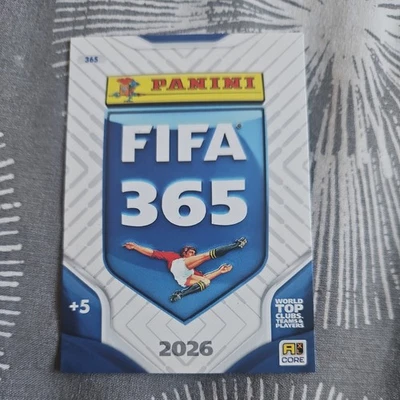 365
PANINI
FIFA
365
+5
WORLD
TOP
CLUBS,
TEAMS &
PLAYERS
2026
CORE